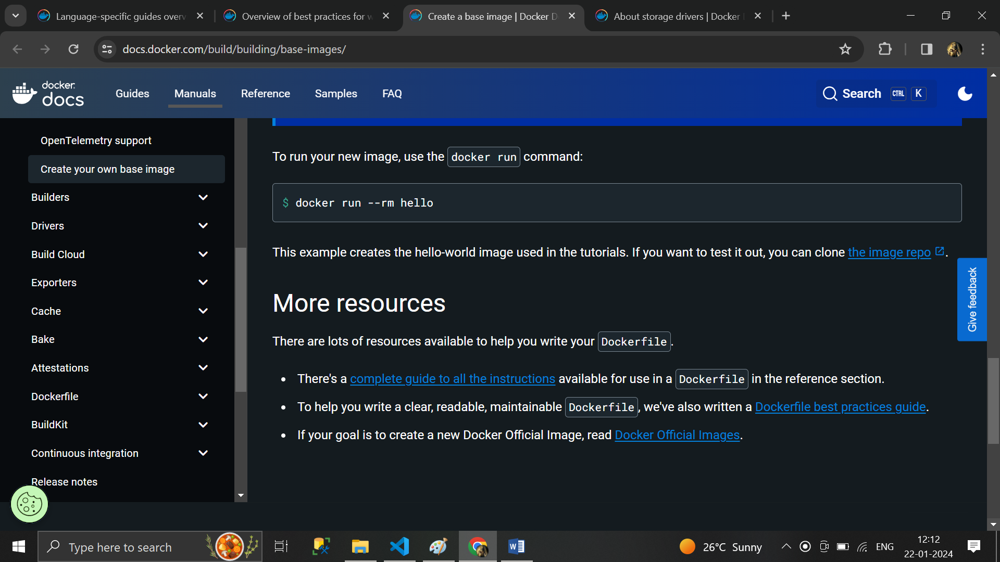 Language-specific guides overv
Overview of best practices for w
Create a base image | Docker D
About storage drivers | Docker
docs.docker.com/build/building/base-images/
docker
docs
Guides
Manuals
Reference
Samples
FAQ
Search
CTRL
K
OpenTelemetry support
Create your own base image
Builders
Drivers
Build Cloud
Exporters
Cache
Bake
Attestations
Dockerfile
BuildKit
Continuous integration
Release notes
To run your new image, use the docker run command:
$ docker run --rm hello
This example creates the hello-world image used in the tutorials. If you want to test it out, you can clone the image repo.
More resources
There are lots of resources available to help you write your Dockerfile.
• There's a complete guide to all the instructions available for use in a Dockerfile in the reference section.
• To help you write a clear, readable, maintainable Dockerfile, we've also written a Dockerfile best practices guide.
• If your goal is to create a new Docker Official Image, read Docker Official Images.
Give feedback
Type here to search
26°C Sunny
ENG
12:12
22-01-2024